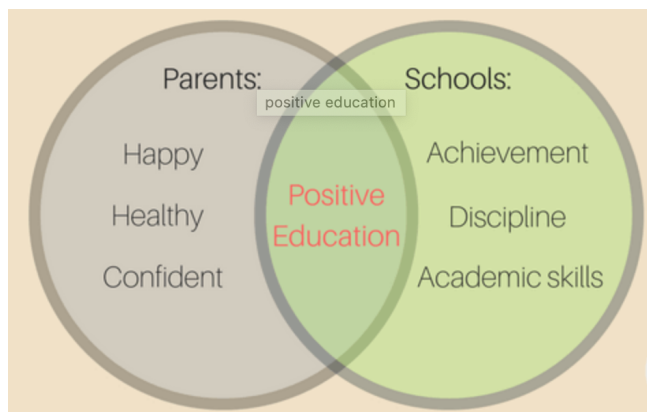 Parents:
Happy
Healthy
Confident
positive education
Positive
Education
Schools:
Achievement
Discipline
Academic skills